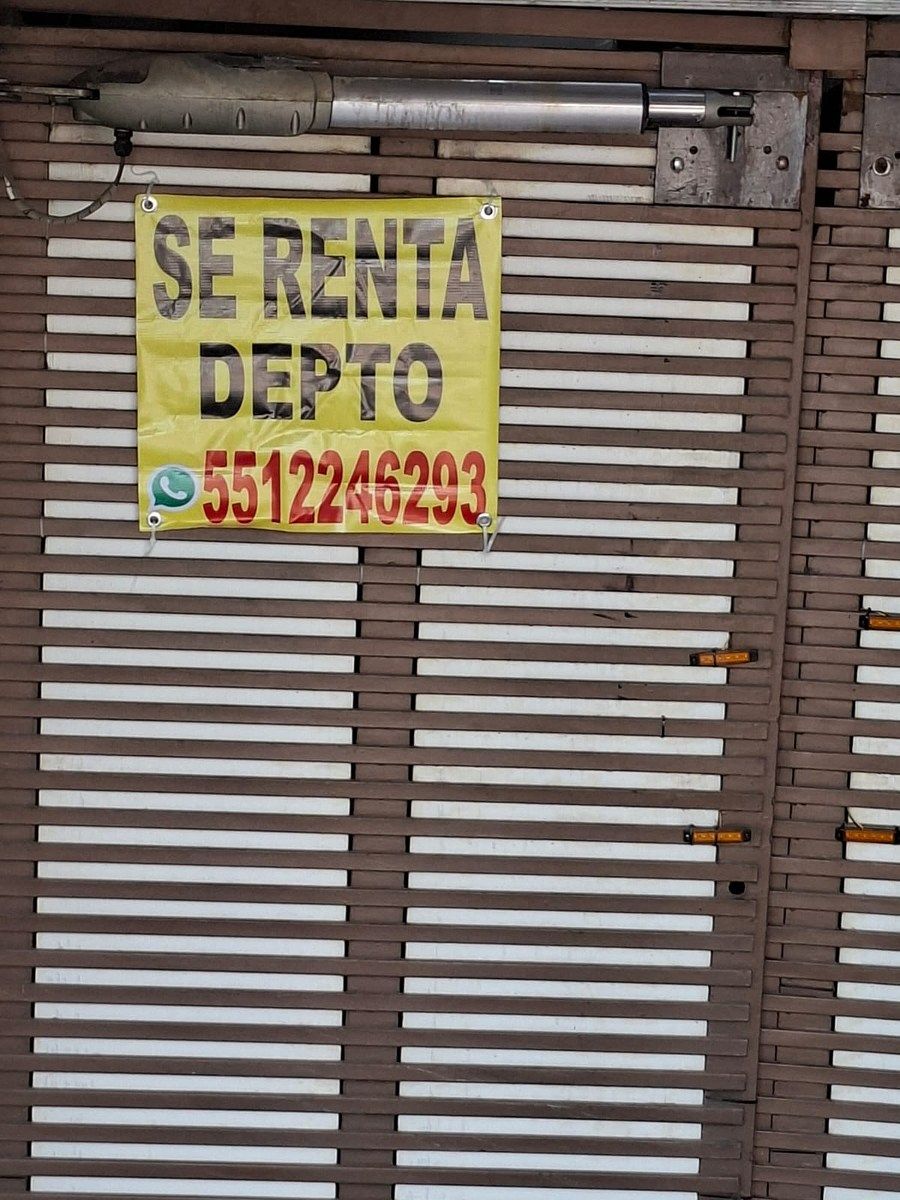 SE RENTA
DEPTO
5512246293